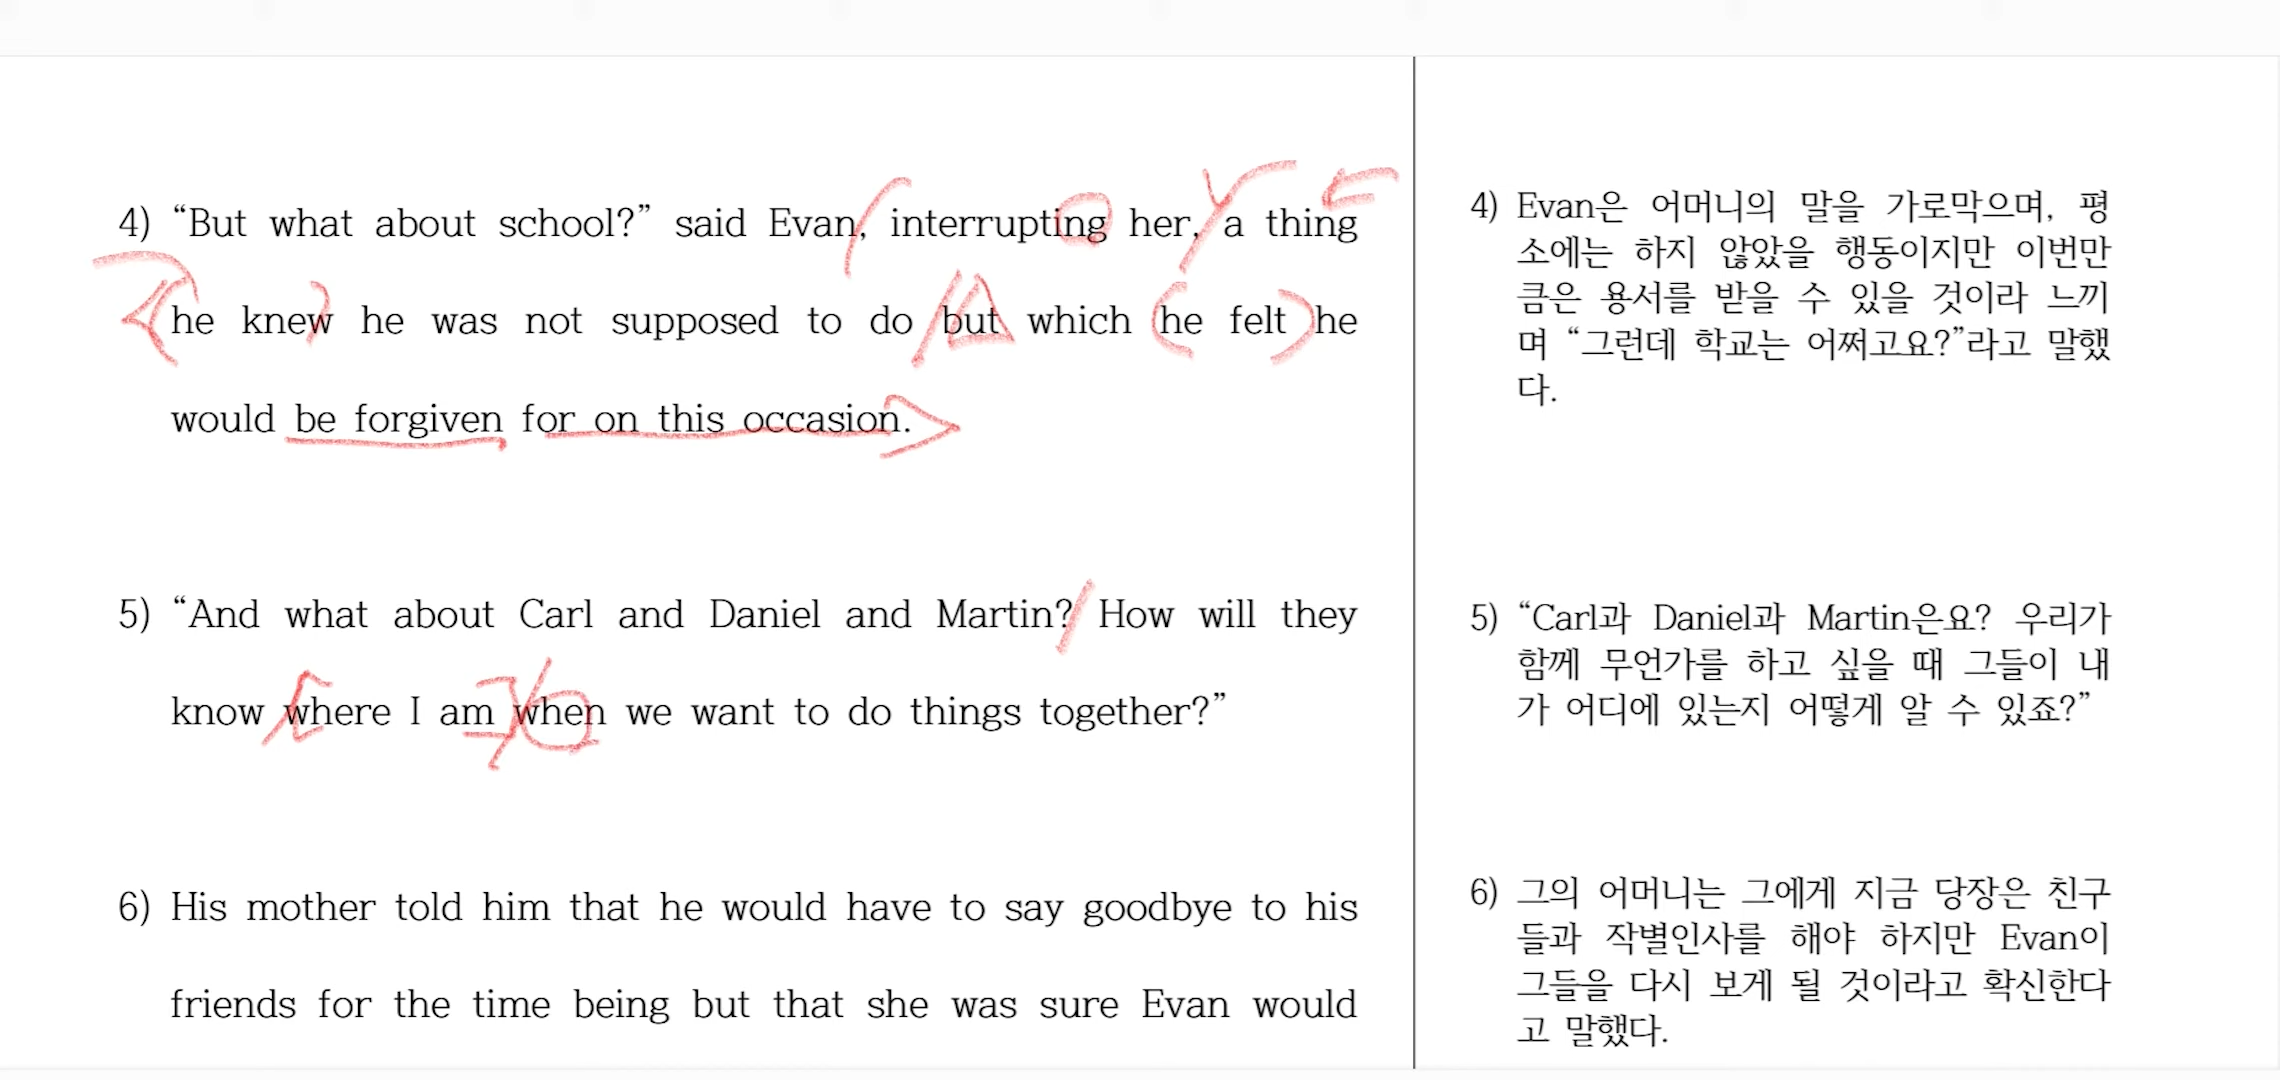 4) “But what about school?” said Evan, interrupting her, a thing
he knew he was not supposed to do but which he felt he
would be forgiven for on this occasion.
5) “And what about Carl and Daniel and Martin? How will they
know where I am when we want to do things together?”
6) His mother told him that he would have to say goodbye to his
friends for the time being but that she was sure Evan would
4) Evan은 어머니의 말을 가로막으며, 평
소에는 하지 않았을 행동이지만 이번만
큼은 용서를 받을 수 있을 것이라 느끼
며 “그런데 학교는 어쩌고요?”라고 말했
다.
5) “Carl과 Daniel과 Martin은요? 우리가
함께 무언가를 하고 싶을 때 그들이 내
가 어디에 있는지 어떻게 알 수 있죠?”
6) 그의 어머니는 그에게 지금 당장은 친구
들과 작별인사를 해야 하지만 Evan이
그들을 다시 보게 될 것이라고 확신한다
고 말했다.